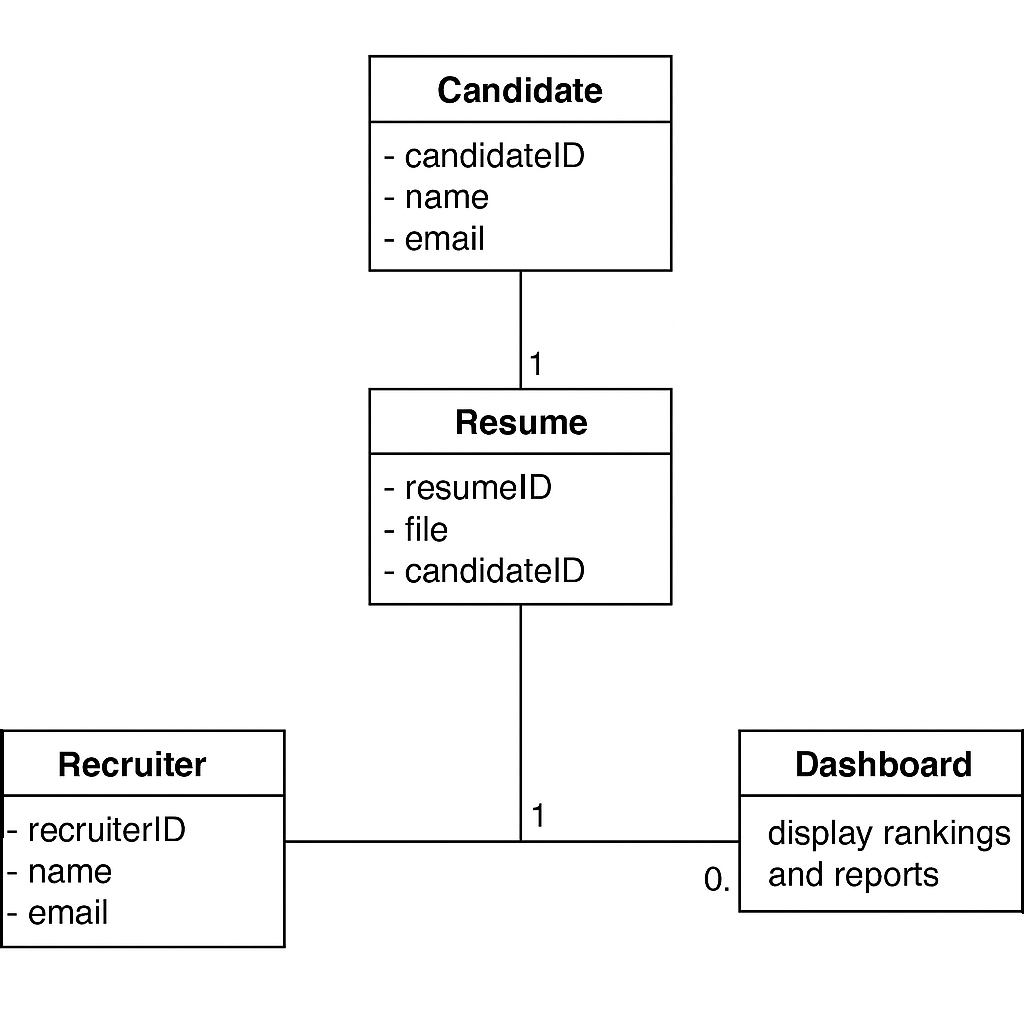 Candidate
- candidateID
- name
- email
1
Resume
- resumeID
- file
- candidateID
Recruiter
- recruiterID
- name
- email
1
0.
Dashboard
display rankings
and reports